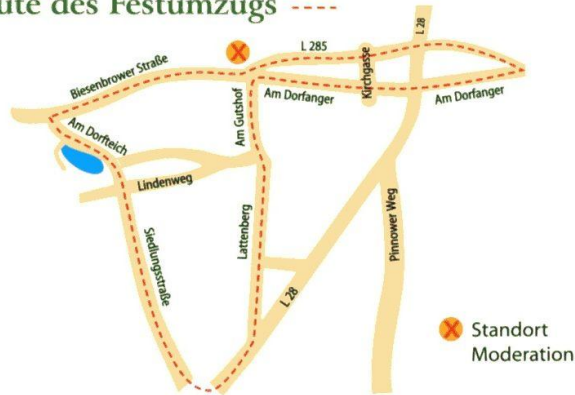 ute des Festumzugs
L 28
L 285
Kirchgasse
Biesenbrower Straße
Am Gutshof
Am Dorfanger
Am Dorfanger
Am Dorfteich
Lindenweg
Siedlungsstraße
Lattenberg
Pinnower Weg
L 28
Standort
Moderation